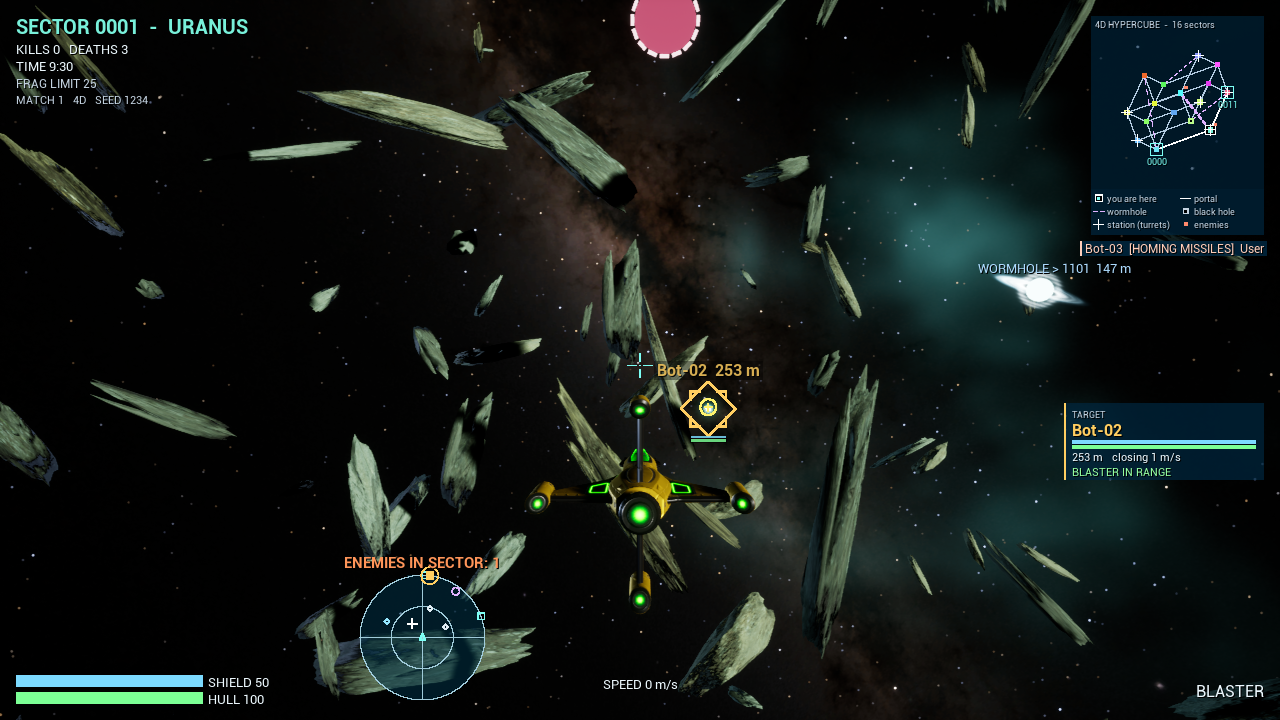 SECTOR 0001 - URANUS
KILLS 0 DEATHS 3
TIME 9:30
FRAG LIMIT 25
MATCH 1 4D SEED 1234
4D HYPERCUBE - 16 sectors
0000
you are here
portal
wormhole
black hole
station (turrets)
enemies
Bot-03 [HOMING MISSILES] User
WORMHOLE > 1101 147 m
Bot-02 253 m
TARGET
Bot-02
253 m closing 1 m/s
BLASTER IN RANGE
ENEMIES IN SECTOR: 1
SHIELD 50
HULL 100
SPEED 0 m/s
BLASTER